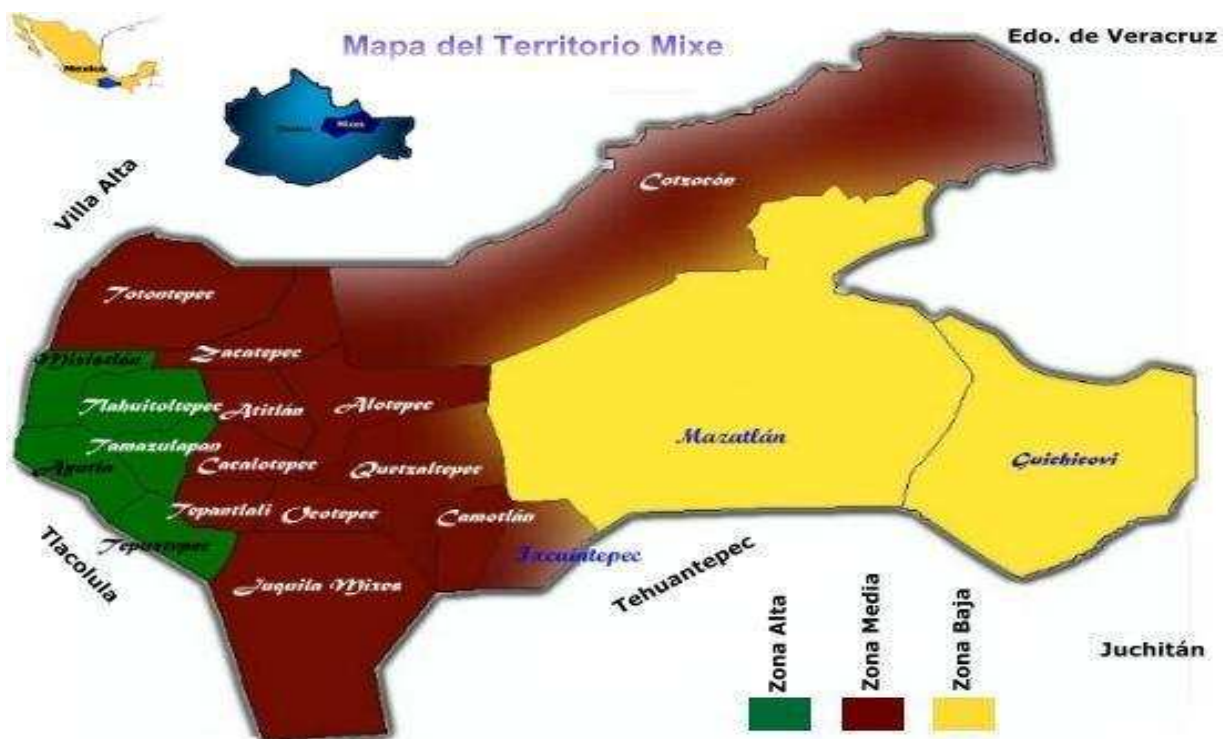 Mapa del Territorio Mixe
Edo. de Veracruz
Mexico
Mixes
Villa Alta
Cotzocón
Totontepec
Zacatepec
Mixistlán
Tlahuitoltepec
Atitlán
Alotepec
Tamazulapan
Mazatlán
Guichicovi
Ayutla
Cacalotepec
Quetzaltepec
Tepantlali
Ocotepec
Camotlán
Tepuxtepec
Ixcuintepec
Tlacolula
Juquila Mixes
Tehuantepec
Zona Alta
Zona Media
Zona Baja
Juchitán